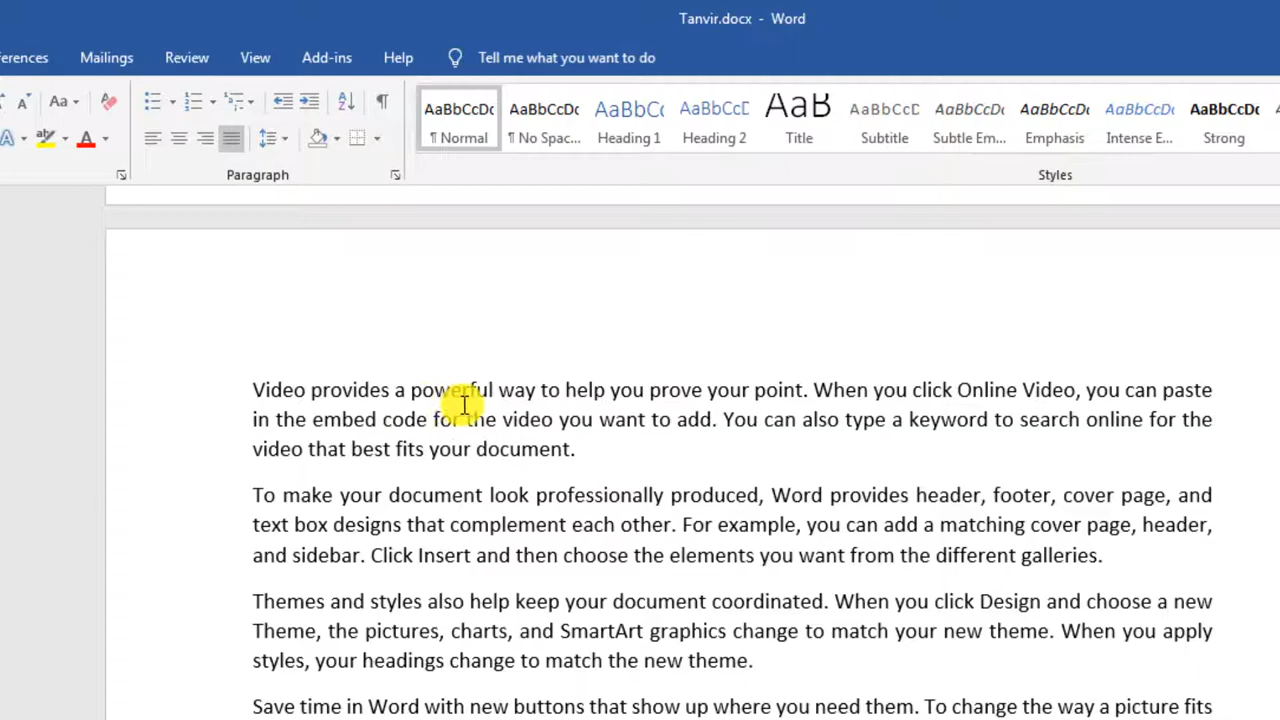 Tanvir.docx - Word
erences Mailings Review View Add-ins Help Tell me what you want to do
Aa
AaBbCcDc AaBbCcDc AaBbCc AaBbCcD AaB AaBbCcD AaBbCcDc AaBbCcDc AaBbCcDc AaBbCcDc
¶ Normal ¶ No Spac... Heading 1 Heading 2 Title Subtitle Subtle Em... Emphasis Intense E... Strong
Paragraph Styles
Video provides a powerful way to help you prove your point. When you click Online Video, you can paste
in the embed code for the video you want to add. You can also type a keyword to search online for the
video that best fits your document.
To make your document look professionally produced, Word provides header, footer, cover page, and
text box designs that complement each other. For example, you can add a matching cover page, header,
and sidebar. Click Insert and then choose the elements you want from the different galleries.
Themes and styles also help keep your document coordinated. When you click Design and choose a new
Theme, the pictures, charts, and SmartArt graphics change to match your new theme. When you apply
styles, your headings change to match the new theme.
Save time in Word with new buttons that show up where you need them. To change the way a picture fits